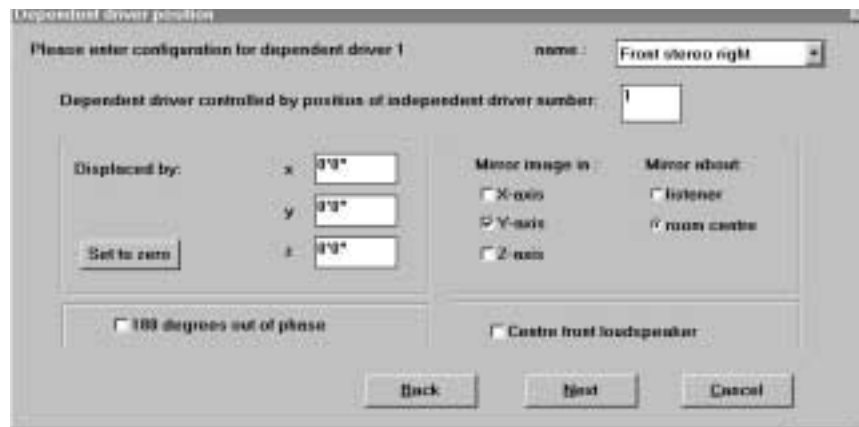 Dependent driver position
Please enter configuration for dependent driver 1 name : Front stereo right
Dependent driver controlled by position of independent driver number: 1
Displaced by: x 0'0"
y 0'0"
z 0'0"
Set to zero
Mirror image in :
X-axis
Y-axis
Z-axis
Mirror about
listener
room centre
180 degrees out of phase
Centre front loudspeaker
Back Next Cancel